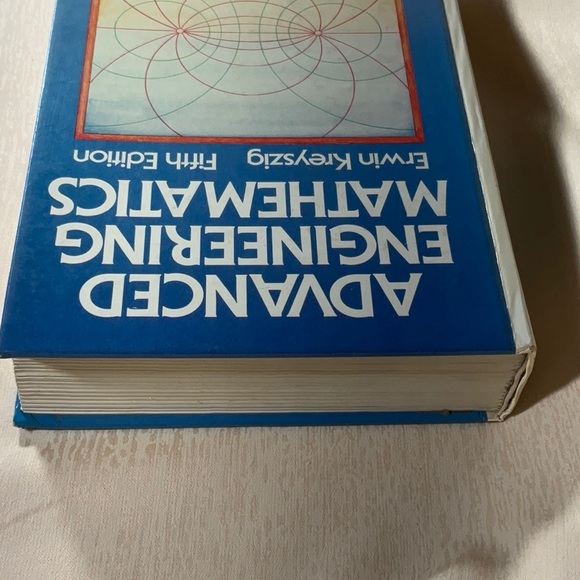 ADVANCED
ENGINEERING
MATHEMATICS
Erwin Kreyszig Fifth Edition